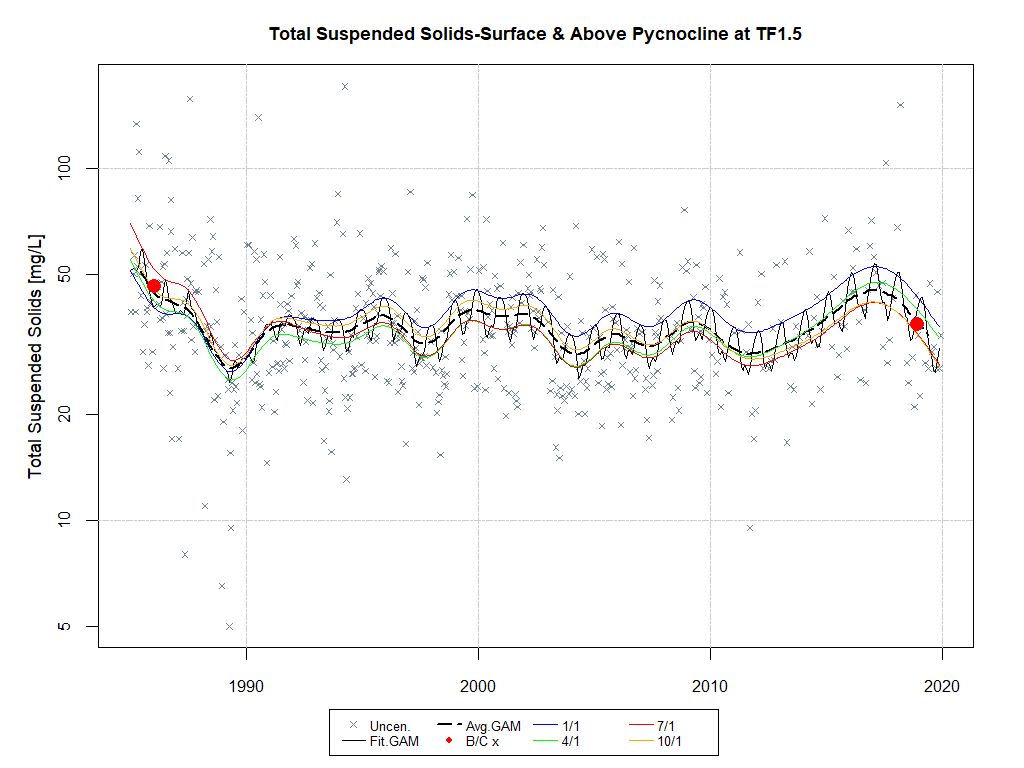 Total Suspended Solids-Surface & Above Pycnocline at TF1.5
Total Suspended Solids [mg/L]
100
50
20
10
5
1990 2000 2010 2020
Uncen. Avg.GAM 1/1 7/1
Fit.GAM B/C x 4/1 10/1